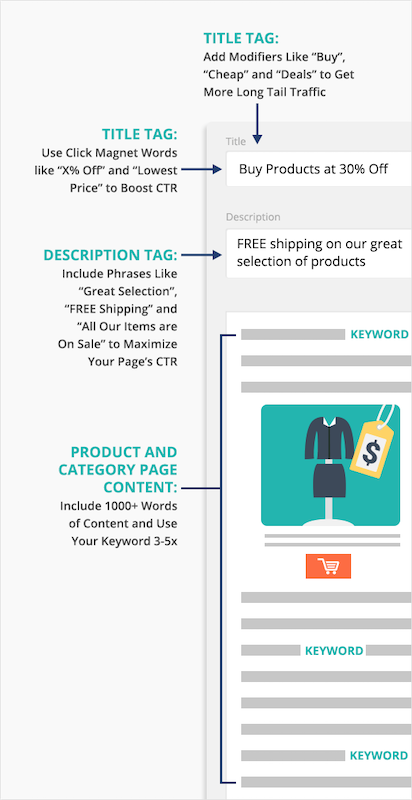 TITLE TAG:
Add Modifiers Like “Buy”,
“Cheap” and “Deals” to Get
More Long Tail Traffic
Title
TITLE TAG:
Use Click Magnet Words
like “X% Off” and “Lowest
Price” to Boost CTR
Buy Products at 30% Off
Description
DESCRIPTION TAG:
Include Phrases Like
“Great Selection”,
“FREE Shipping” and
“All Our Items are
On Sale” to Maximize
Your Page’s CTR
FREE shipping on our great
selection of products
KEYWORD
$
PRODUCT AND
CATEGORY PAGE
CONTENT:
Include 1000+ Words
of Content and Use
Your Keyword 3-5x
KEYWORD
KEYWORD